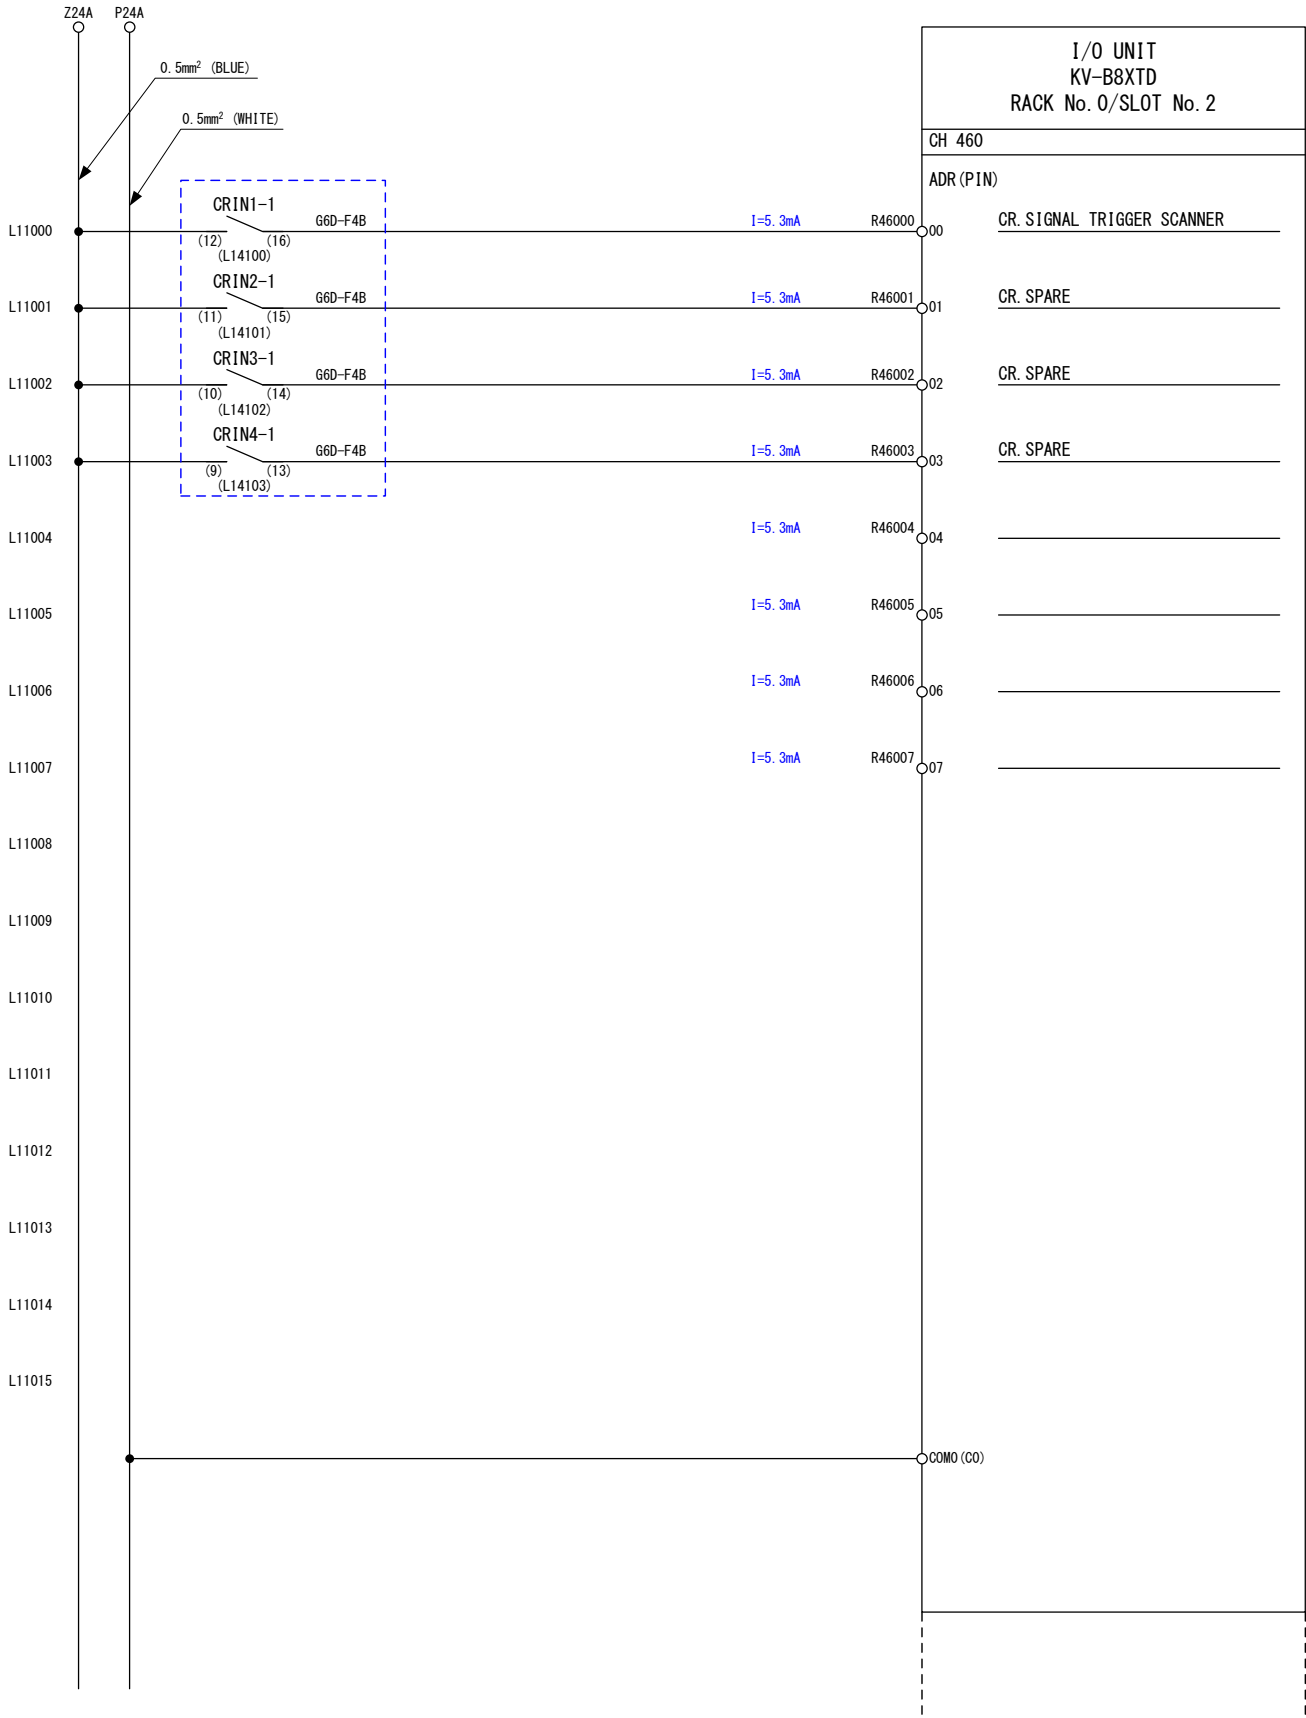 Z24A P24A
0.5mm² (BLUE)
0.5mm² (WHITE)
I/O UNIT
KV-B8XTD
RACK No.0/SLOT No.2
CH 460
ADR(PIN)
L11000 CRIN1-1 G6D-F4B I=5.3mA R46000 00 CR.SIGNAL TRIGGER SCANNER
(12) (16)
(L14100)
L11001 CRIN2-1 G6D-F4B I=5.3mA R46001 01 CR.SPARE
(11) (15)
(L14101)
L11002 CRIN3-1 G6D-F4B I=5.3mA R46002 02 CR.SPARE
(10) (14)
(L14102)
L11003 CRIN4-1 G6D-F4B I=5.3mA R46003 03 CR.SPARE
(9) (13)
(L14103)
L11004 I=5.3mA R46004 04
L11005 I=5.3mA R46005 05
L11006 I=5.3mA R46006 06
L11007 I=5.3mA R46007 07
L11008
L11009
L11010
L11011
L11012
L11013
L11014
L11015
COM0(C0)